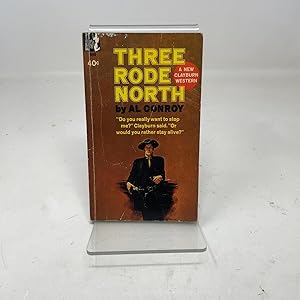 40¢
THREE
RODE
NORTH
A NEW
CLAYBURN
WESTERN
by AL CONROY
"Do you really want to stop
me?" Clayburn said. "Or
would you rather stay alive?"